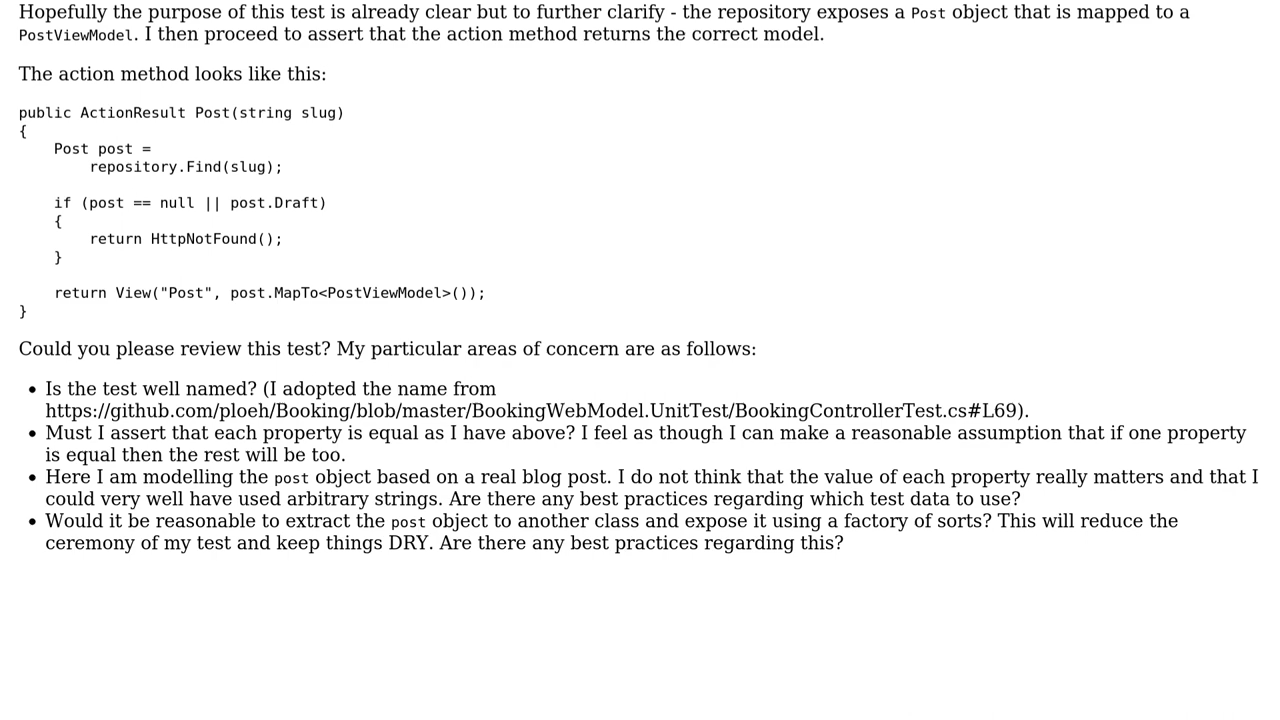 Hopefully the purpose of this test is already clear but to further clarify - the repository exposes a Post object that is mapped to a
PostViewModel. I then proceed to assert that the action method returns the correct model.
The action method looks like this:
public ActionResult Post(string slug)
{
    Post post =
        repository.Find(slug);
    if (post == null || post.Draft)
    {
        return HttpNotFound();
    }
    return View("Post", post.MapTo<PostViewModel>());
}
Could you please review this test? My particular areas of concern are as follows:
• Is the test well named? (I adopted the name from
https://github.com/ploeh/Booking/blob/master/BookingWebModel.UnitTest/BookingControllerTest.cs#L69).
• Must I assert that each property is equal as I have above? I feel as though I can make a reasonable assumption that if one property
is equal then the rest will be too.
• Here I am modelling the post object based on a real blog post. I do not think that the value of each property really matters and that I
could very well have used arbitrary strings. Are there any best practices regarding which test data to use?
• Would it be reasonable to extract the post object to another class and expose it using a factory of sorts? This will reduce the
ceremony of my test and keep things DRY. Are there any best practices regarding this?